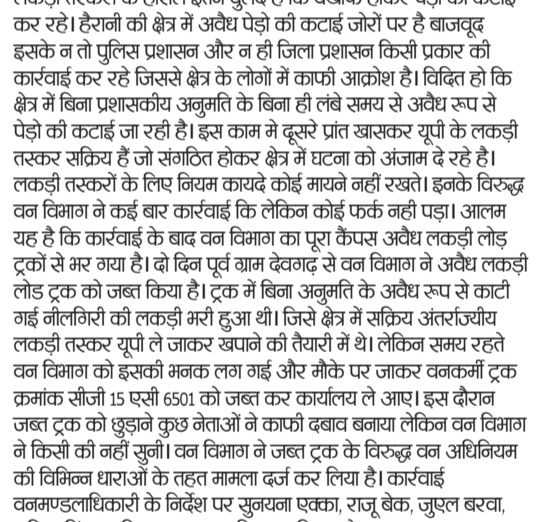 कर रहे। हैरानी की क्षेत्र में अवैध पेड़ो की कटाई जोरों पर है बाजवूद
इसके न तो पुलिस प्रशासन और न ही जिला प्रशासन किसी प्रकार की
कार्रवाई कर रहे जिससे क्षेत्र के लोगों में काफी आक्रोश है। विदित हो कि
क्षेत्र में बिना प्रशासकीय अनुमति के बिना ही लंबे समय से अवैध रूप से
पेड़ो की कटाई जा रही है। इस काम मे दूसरे प्रांत खासकर यूपी के लकड़ी
तस्कर सक्रिय हैं जो संगठित होकर क्षेत्र में घटना को अंजाम दे रहे है।
लकड़ी तस्करों के लिए नियम कायदे कोई मायने नहीं रखते। इनके विरुद्ध
वन विभाग ने कई बार कार्रवाई कि लेकिन कोई फर्क नही पड़ा। आलम
यह है कि कार्रवाई के बाद वन विभाग का पूरा कैंपस अवैध लकड़ी लोड़
ट्रकों से भर गया है। दो दिन पूर्व ग्राम देवगढ़ से वन विभाग ने अवैध लकड़ी
लोड ट्रक को जब्त किया है। ट्रक में बिना अनुमति के अवैध रूप से काटी
गई नीलगिरी की लकड़ी भरी हुआ थी। जिसे क्षेत्र में सक्रिय अंतर्राज्यीय
लकड़ी तस्कर यूपी ले जाकर खपाने की तैयारी में थे। लेकिन समय रहते
वन विभाग को इसकी भनक लग गई और मौके पर जाकर वनकर्मी ट्रक
क्रमांक सीजी 15 एसी 6501 को जब्त कर कार्यालय ले आए। इस दौरान
जब्त ट्रक को छुड़ाने कुछ नेताओं ने काफी दबाव बनाया लेकिन वन विभाग
ने किसी की नहीं सुनी। वन विभाग ने जब्त ट्रक के विरुद्ध वन अधिनियम
की विभिन्न धाराओं के तहत मामला दर्ज कर लिया है। कार्रवाई
वनमण्डलाधिकारी के निर्देश पर सुनयना एक्का, राजू बेक, जुएल बरवा,